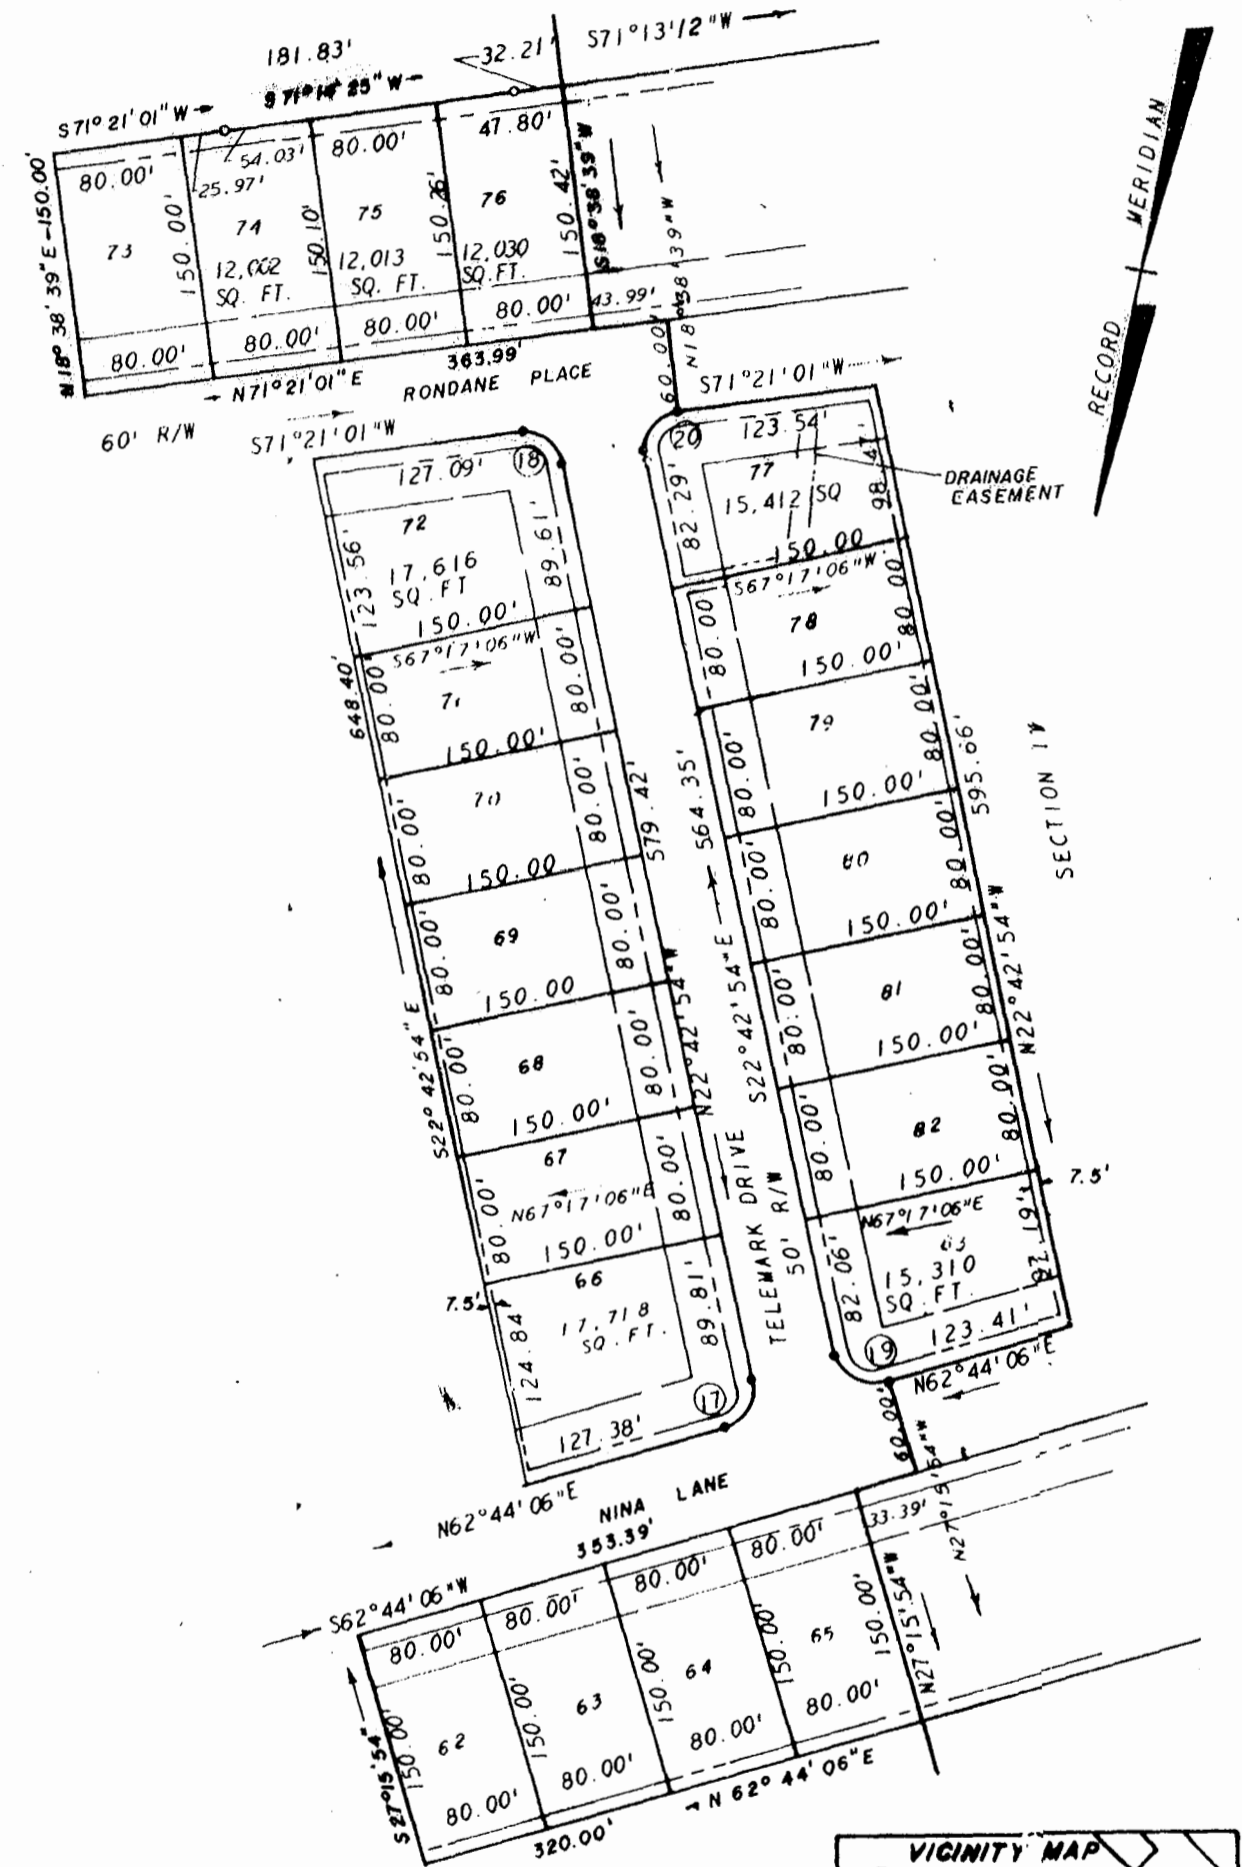 181.83'
32.21'
S71°13'12"W
S71°21'01"W
S71°14'25"W
54.03'
25.97'
80.00'
80.00'
47.80'
N18°38'39"E-150.00'
150.00'
150.10'
150.26'
150.42'
S18°38'39"W
N18°38'39"W
73
74
12,002
SQ. FT.
75
12,013
SQ. FT.
76
12,030
SQ.FT.
80.00'
80.00'
80.00'
80.00'
43.99'
363.99'
N71°21'01"E
RONDANE PLACE
60' R/W
60.00'
MERIDIAN
RECORD
S71°21'01"W
S71°21'01"W
127.09'
18
72
17,616
SQ. FT
123.56'
89.61'
150.00'
S67°17'06"W
648.40'
80.00'
71
80.00'
150.00'
80.00'
70
80.00'
150.00
579.42'
80.00'
69
80.00'
150.00
80.00'
68
80.00'
150.00'
S22°42'54"E
N22°42'54"W
80.00'
67
80.00'
N67°17'06"E
150.00'
7.5'
66
17,718
SQ. FT.
124.84
89.81'
17
127.38'
20
123.54'
77
15,412 SQ
82.29'
98.47'
DRAINAGE
EASEMENT
150.00
S67°17'06"W
80.00
78
80.00
150.00'
80.00'
79
80.00'
150.00'
564.35'
595.66'
SECTION IV
80.00'
80
80.00'
150.00'
80.00'
81
80.00'
150.00'
S22°42'54"E
N22°42'54"W
80.00'
82
80.00'
150.00'
7.5'
N67°17'06"E
15,310
SQ. FT.
82.06'
82.19'
19
123.41'
N62°44'06"E
TELEMARK DRIVE
50' R/W
60.00'
N27°15'54"W
N62°44'06"E
NINA LANE
353.39'
S62°44'06"W
80.00'
80.00'
80.00'
80.00'
33.39'
S27°15'54"
150.00'
62
150.00'
63
150.00'
64
150.00'
65
150.00'
N27°15'54"W
80.00'
80.00'
80.00'
80.00'
320.00'
N 62° 44' 06"E
VICINITY MAP